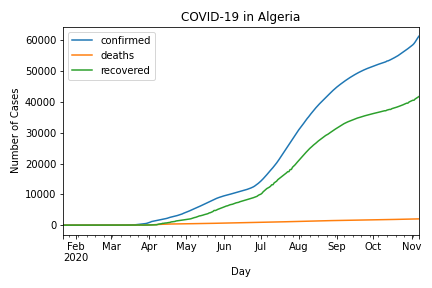 COVID-19 in Algeria
confirmed
deaths
recovered
Number of Cases
60000
50000
40000
30000
20000
10000
0
Feb Mar Apr May Jun Jul Aug Sep Oct Nov
2020
Day